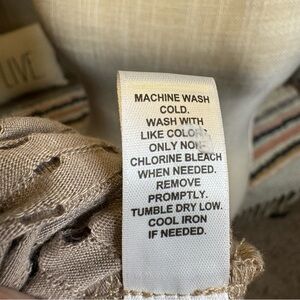 LIVE
MACHINE WASH
COLD.
WASH WITH
LIKE COLORS
ONLY NON-
CHLORINE BLEACH
WHEN NEEDED.
REMOVE
PROMPTLY.
TUMBLE DRY LOW.
COOL IRON
IF NEEDED.